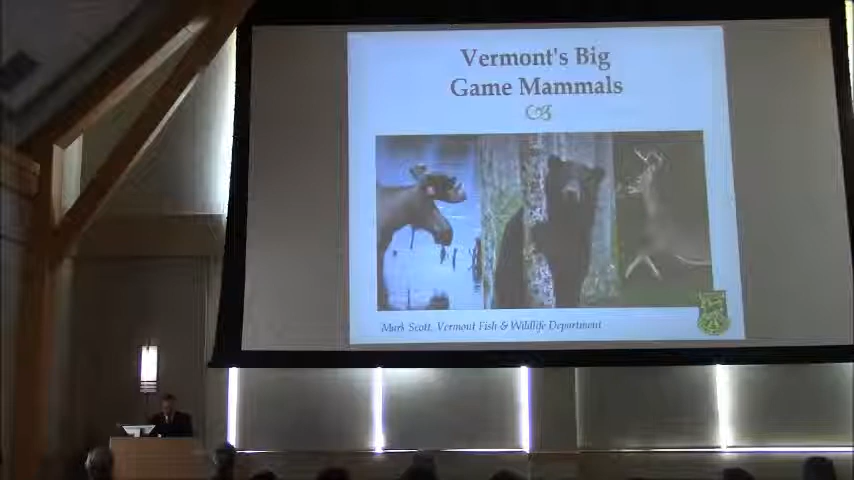 Vermont's Big
Game Mammals
Mark Scott, Vermont Fish & Wildlife Department